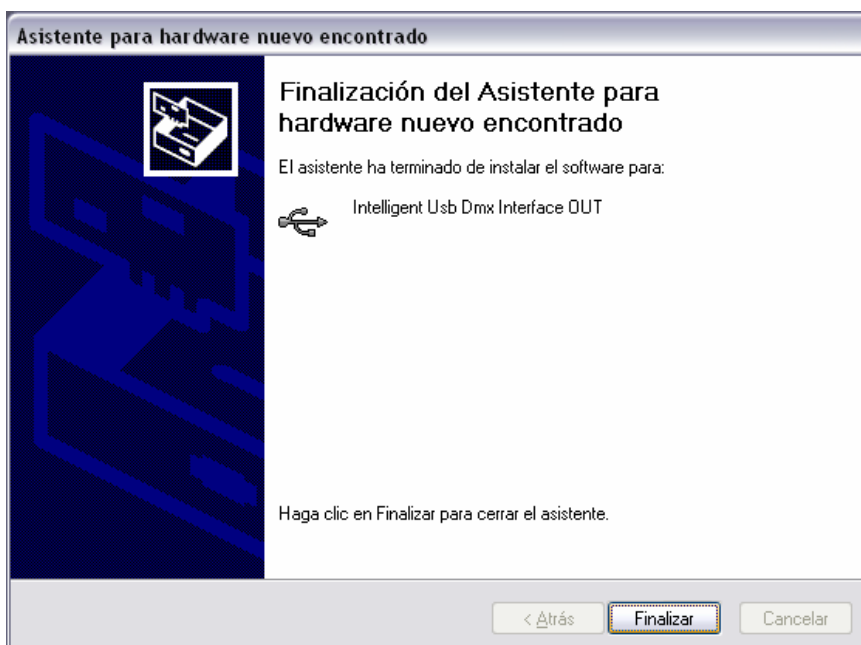 Asistente para hardware nuevo encontrado
Finalización del Asistente para
hardware nuevo encontrado
El asistente ha terminado de instalar el software para:
Intelligent Usb Dmx Interface OUT
Haga clic en Finalizar para cerrar el asistente.
< Atrás
Finalizar
Cancelar